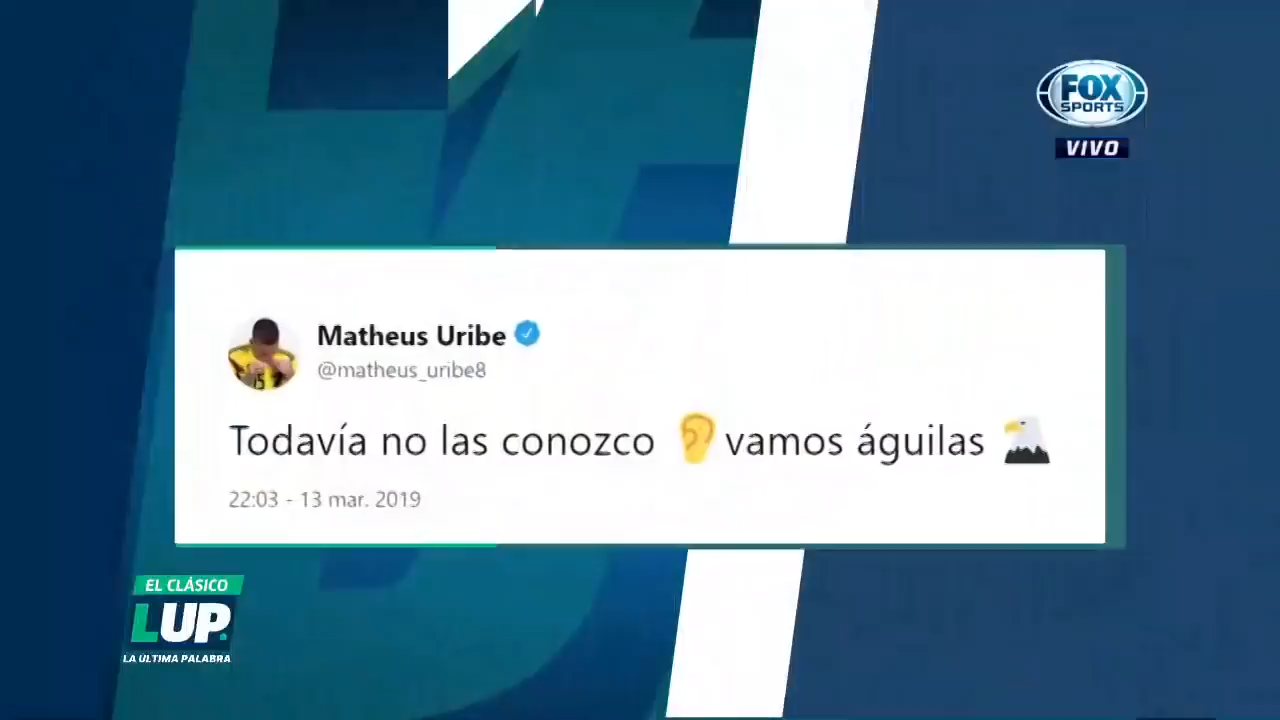 FOX
SPORTS
VIVO
Matheus Uribe
@matheus_uribe8
Todavía no las conozco 👂 vamos águilas 🦅
22:03 - 13 mar. 2019
EL CLÁSICO
LUP.
LA ÚLTIMA PALABRA